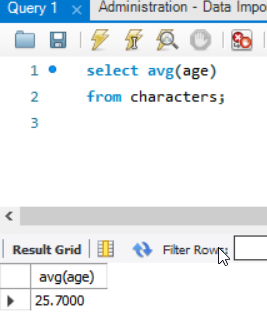 Query 1
Administration - Data Impo
1 select avg(age)
2 from characters;
3
Result Grid
Filter Rows:
avg(age)
25.7000